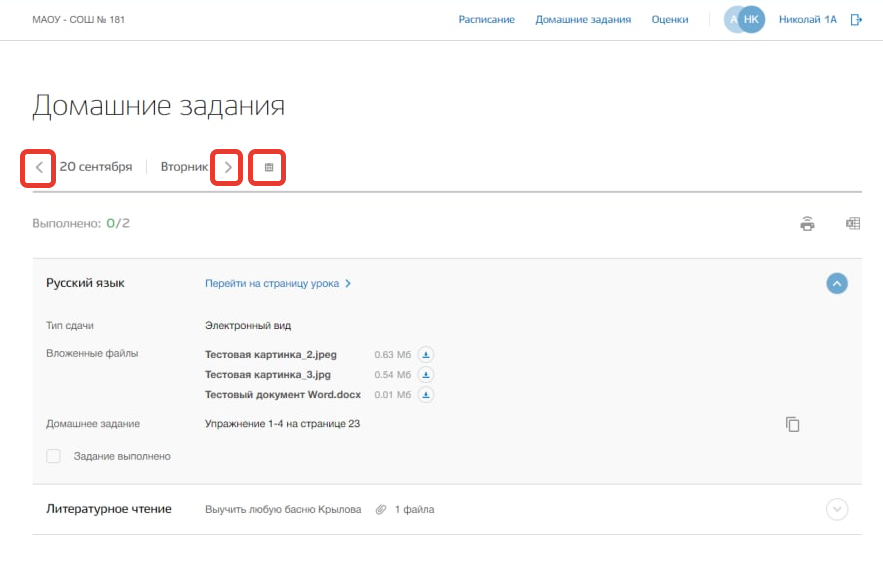 МАОУ - СОШ № 181 Расписание Домашние задания Оценки А НК Николай 1А
Домашние задания
20 сентября Вторник
Выполнено: 0/2
Русский язык Перейти на страницу урока
Тип сдачи Электронный вид
Вложенные файлы Тестовая картинка_2.jpeg 0.63 Мб
Тестовая картинка_3.jpg 0.54 Мб
Тестовый документ Word.docx 0.01 Мб
Домашнее задание Упражнение 1-4 на странице 23
Задание выполнено
Литературное чтение Выучить любую басню Крылова 1 файла